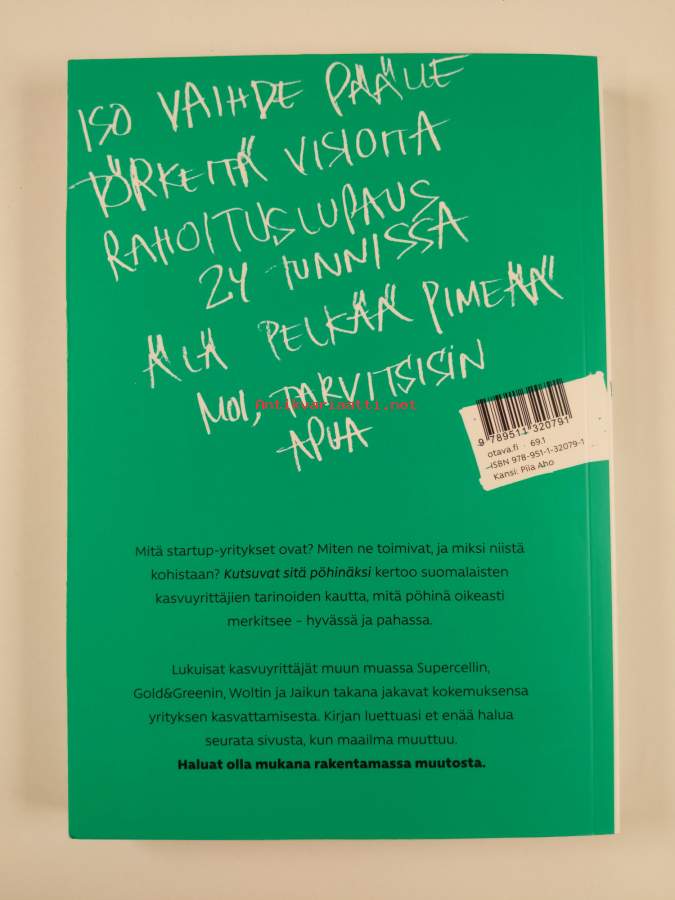 ISO VAIHDE PÄÄLLE
TÖRKEITÄ VISIOITA
RAHOITUSLUPAUS
24 TUNNISSA
ÄLÄ PELKÄÄ PIMEÄÄ
MOI, TARVITSISIN
APUA
Antikvariaatti.net
9 789511 320791
otava.fi 69.1
ISBN 978-951-1-32079-1
Kansi: Piia Aho
Mitä startup-yritykset ovat? Miten ne toimivat, ja miksi niistä
kohistaan? Kutsuvat sitä pöhinäksi kertoo suomalaisten
kasvuyrittäjien tarinoiden kautta, mitä pöhinä oikeasti
merkitsee – hyvässä ja pahassa.
Lukuisat kasvuyrittäjät muun muassa Supercellin,
Gold&Greenin, Woltin ja Jaikun takana jakavat kokemuksensa
yrityksen kasvattamisesta. Kirjan luettuasi et enää halua
seurata sivusta, kun maailma muuttuu.
Haluat olla mukana rakentamassa muutosta.